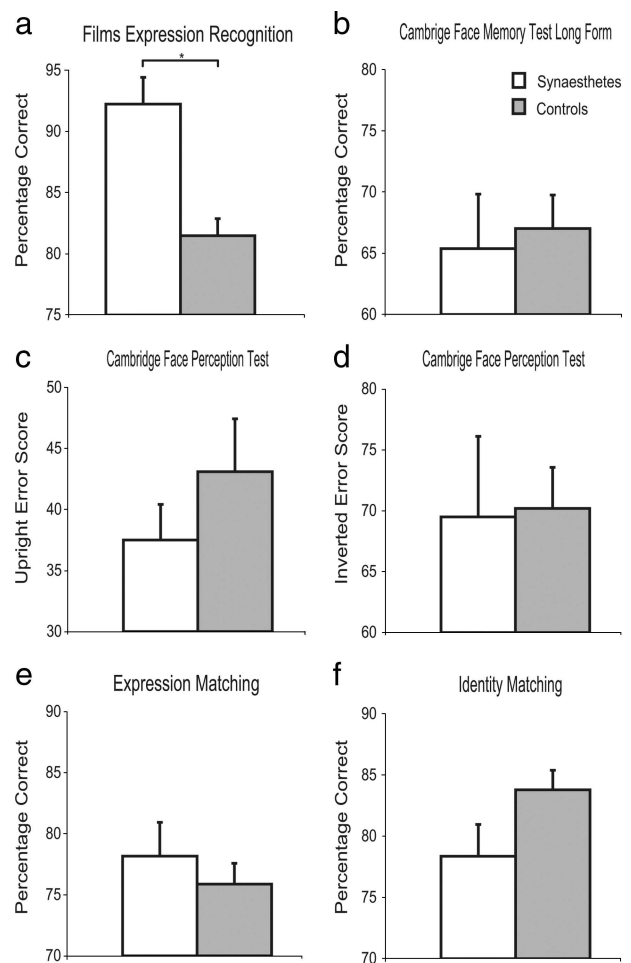 a
Films Expression Recognition
Percentage Correct
95
90
85
80
75
*
b
Cambrige Face Memory Test Long Form
Percentage Correct
80
75
70
65
60
Synaesthetes
Controls
c
Cambridge Face Perception Test
Upright Error Score
50
45
40
35
30
d
Cambrige Face Perception Test
Inverted Error Score
80
75
70
65
60
e
Expression Matching
Percentage Correct
90
85
80
75
70
f
Identity Matching
Percentage Correct
90
85
80
75
70